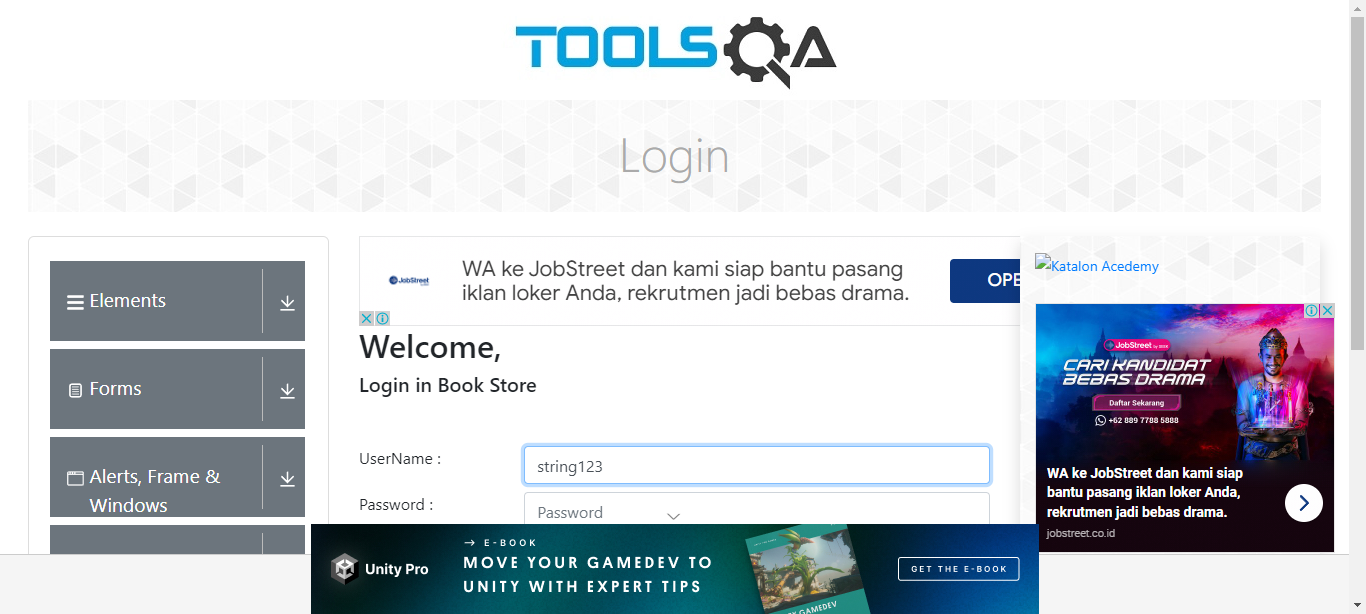 TOOLSQA
Login
Elements
Forms
Alerts, Frame &
Windows
JobStreet
WA ke JobStreet dan kami siap bantu pasang
iklan loker Anda, rekrutmen jadi bebas drama.
OPE
Welcome,
Login in Book Store
UserName :
string123
Password :
Password
Katalon Acedemy
JobStreet by SEEK
CARI KANDIDAT
BEBAS DRAMA
Daftar Sekarang
+62 889 7788 5888
WA ke JobStreet dan kami siap
bantu pasang iklan loker Anda,
rekrutmen jadi bebas drama.
jobstreet.co.id
Unity Pro
→ E-BOOK
MOVE YOUR GAMEDEV TO
UNITY WITH EXPERT TIPS
GAMEDEV
GET THE E-BOOK